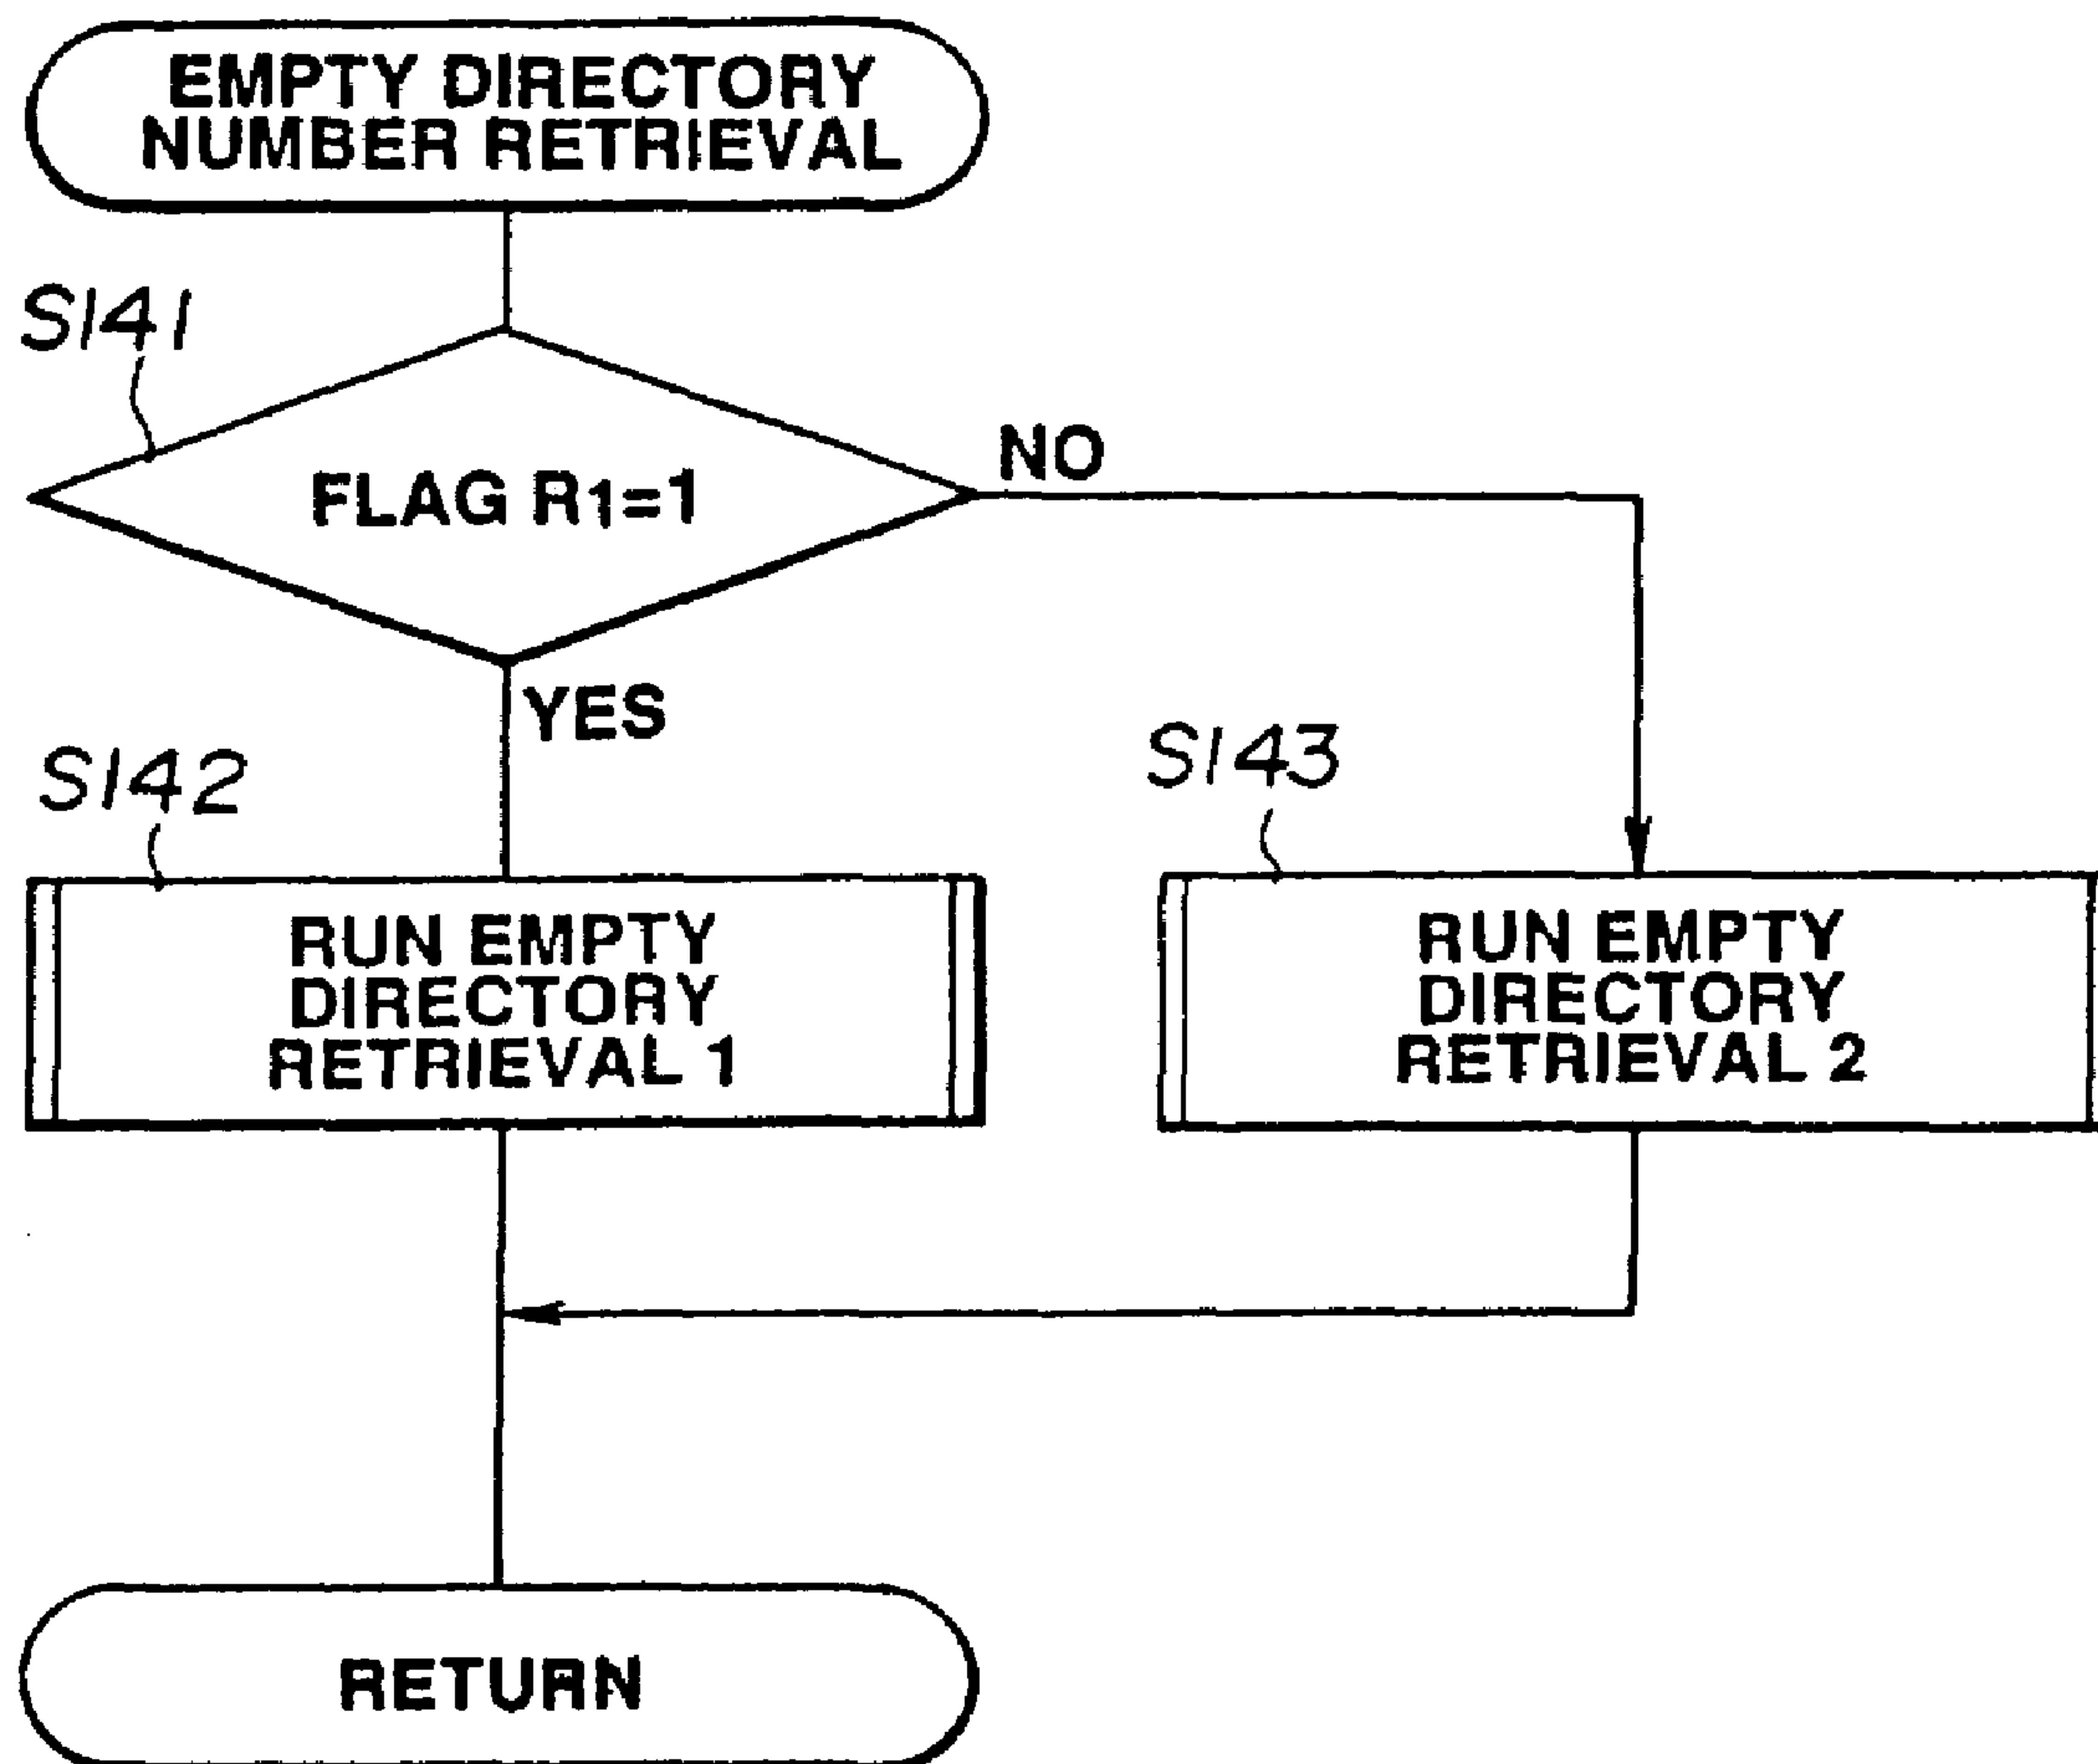 EMPTY DIRECTORY
NUMBER RETRIEVAL
S141
FLAG R1=1
NO
YES
S142
S143
RUN EMPTY
DIRECTORY
RETRIEVAL 1
RUN EMPTY
DIRECTORY
RETRIEVAL 2
RETURN